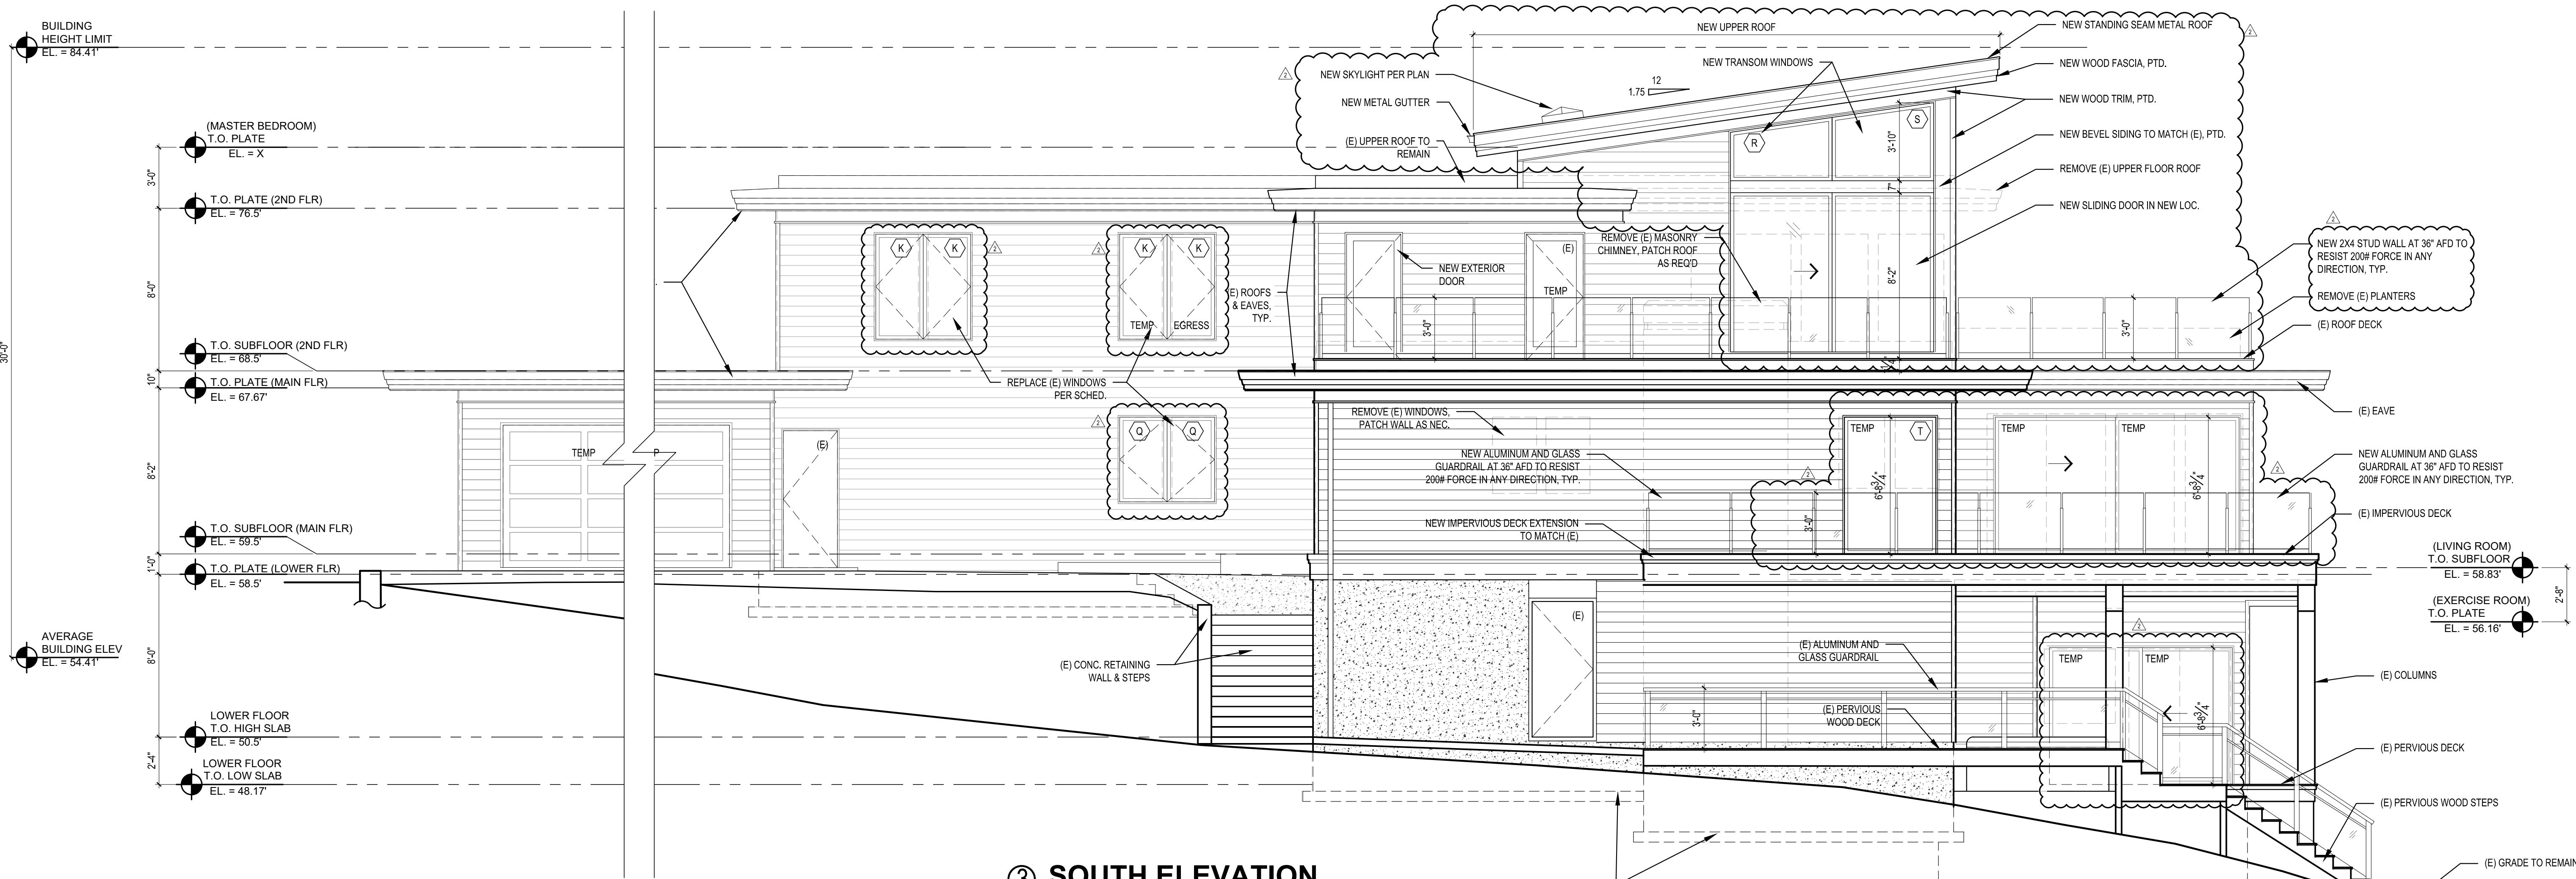 BUILDING
HEIGHT LIMIT
EL. = 84.41'
30'-0"
AVERAGE
BUILDING ELEV
EL. = 54.41'
(MASTER BEDROOM)
T.O. PLATE
EL. = X
3'-0"
T.O. PLATE (2ND FLR)
EL. = 76.5'
8'-0"
T.O. SUBFLOOR (2ND FLR)
EL. = 68.5'
10"
T.O. PLATE (MAIN FLR)
EL. = 67.67'
8'-2"
T.O. SUBFLOOR (MAIN FLR)
EL. = 59.5'
1'-0"
T.O. PLATE (LOWER FLR)
EL. = 58.5'
8'-0"
LOWER FLOOR
T.O. HIGH SLAB
EL. = 50.5'
2'-4"
LOWER FLOOR
T.O. LOW SLAB
EL. = 48.17'
TEMP
P
(E)
K K
2
2
K K
TEMP EGRESS
REPLACE (E) WINDOWS
PER SCHED.
2
Q Q
(E) CONC. RETAINING
WALL & STEPS
NEW UPPER ROOF
2
NEW SKYLIGHT PER PLAN
NEW METAL GUTTER
(E) UPPER ROOF TO
REMAIN
12
1.75
NEW TRANSOM WINDOWS
R
S
3'-10"
7"
8'-2"
E) ROOFS
& EAVES,
TYP.
NEW EXTERIOR
DOOR
(E)
TEMP
REMOVE (E) MASONRY
CHIMNEY, PATCH ROOF
AS REQ'D
3'-0"
3'-0"
NEW STANDING SEAM METAL ROOF
2
NEW WOOD FASCIA, PTD.
NEW WOOD TRIM, PTD.
NEW BEVEL SIDING TO MATCH (E), PTD.
REMOVE (E) UPPER FLOOR ROOF
NEW SLIDING DOOR IN NEW LOC.
2
NEW 2X4 STUD WALL AT 36" AFD TO
RESIST 200# FORCE IN ANY
DIRECTION, TYP.
REMOVE (E) PLANTERS
(E) ROOF DECK
(E) EAVE
REMOVE (E) WINDOWS,
PATCH WALL AS NEC.
NEW ALUMINUM AND GLASS
GUARDRAIL AT 36" AFD TO RESIST
200# FORCE IN ANY DIRECTION, TYP.
NEW IMPERVIOUS DECK EXTENSION
TO MATCH (E)
2
3'-0"
TEMP
T
6'-8 3/4"
TEMP TEMP
6'-8 3/4"
2
NEW ALUMINUM AND GLASS
GUARDRAIL AT 36" AFD TO RESIST
200# FORCE IN ANY DIRECTION, TYP.
(E) IMPERVIOUS DECK
(LIVING ROOM)
T.O. SUBFLOOR
EL. = 58.83'
2'-8"
(EXERCISE ROOM)
T.O. PLATE
EL. = 56.16'
(E)
(E) ALUMINUM AND
GLASS GUARDRAIL
3'-0"
(E) PERVIOUS
WOOD DECK
2
TEMP TEMP
6'-8 3/4"
(E) COLUMNS
(E) PERVIOUS DECK
(E) PERVIOUS WOOD STEPS
(E) GRADE TO REMAIN
3 SOUTH ELEVATION